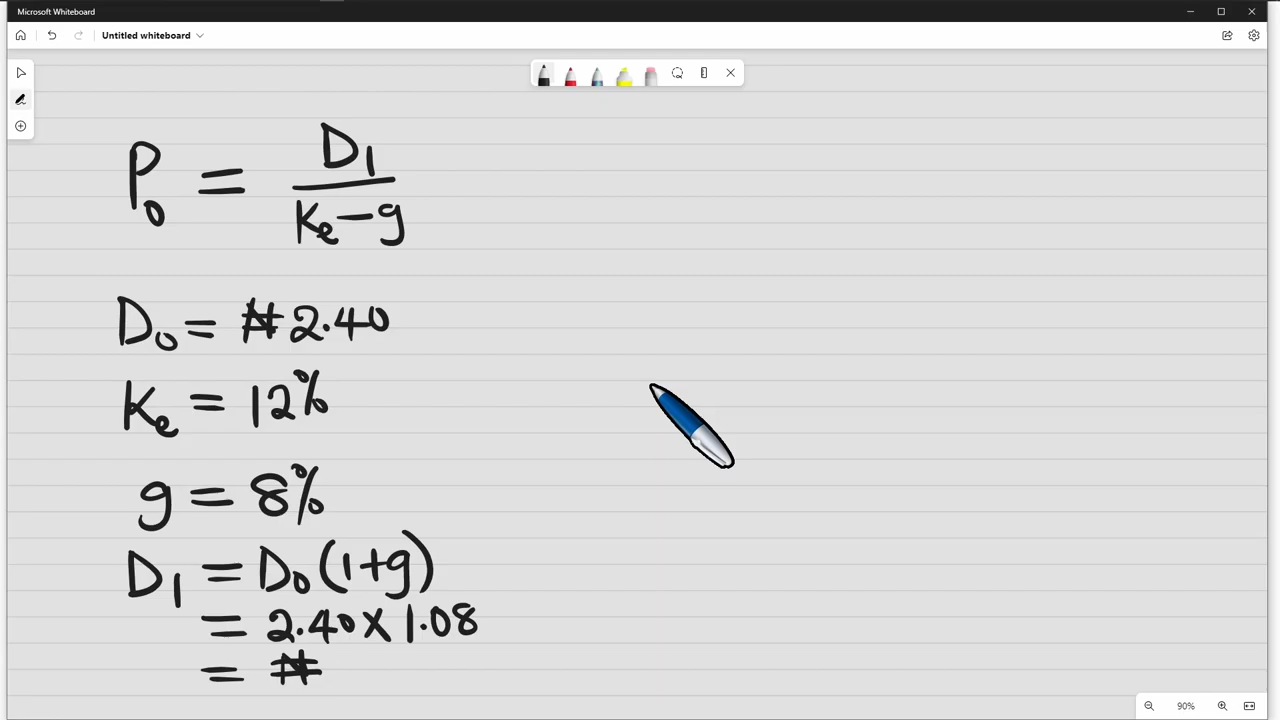 Microsoft Whiteboard
Untitled whiteboard
P₀ = D₁ / (Kₑ – g)
D₀ = ₦2.40
Kₑ = 12%
g = 8%
D₁ = D₀(1+g)
= 2.40 × 1.08
= ₦
90%